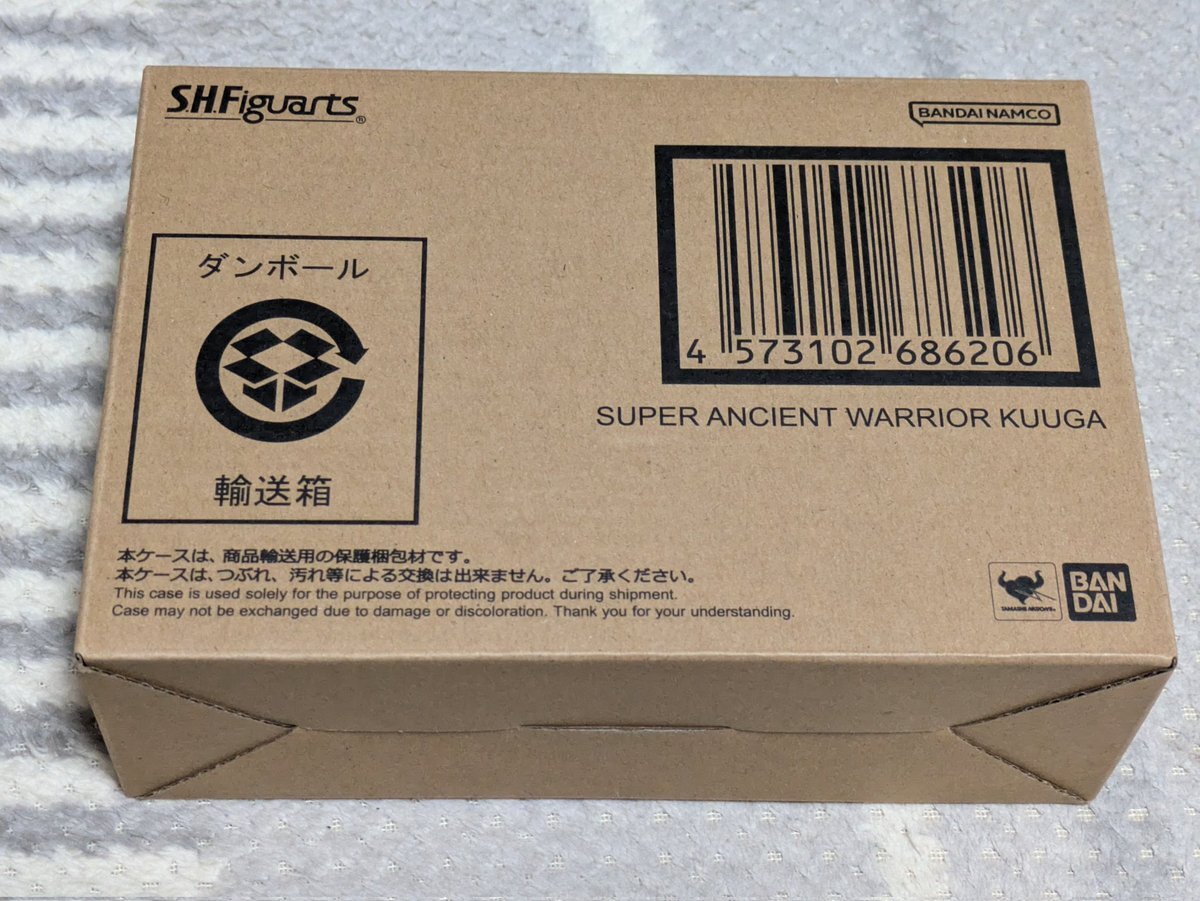 S.H.Figuarts®
BANDAI NAMCO
4 573102 686206
SUPER ANCIENT WARRIOR KUUGA
ダンボール
輸送箱
本ケースは、商品輸送用の保護梱包材です。
本ケースは、つぶれ、汚れ等による交換は出来ません。ご了承ください。
This case is used solely for the purpose of protecting product during shipment.
Case may not be exchanged due to damage or discoloration. Thank you for your understanding.
TAMASHII NATIONS
BAN
DAI